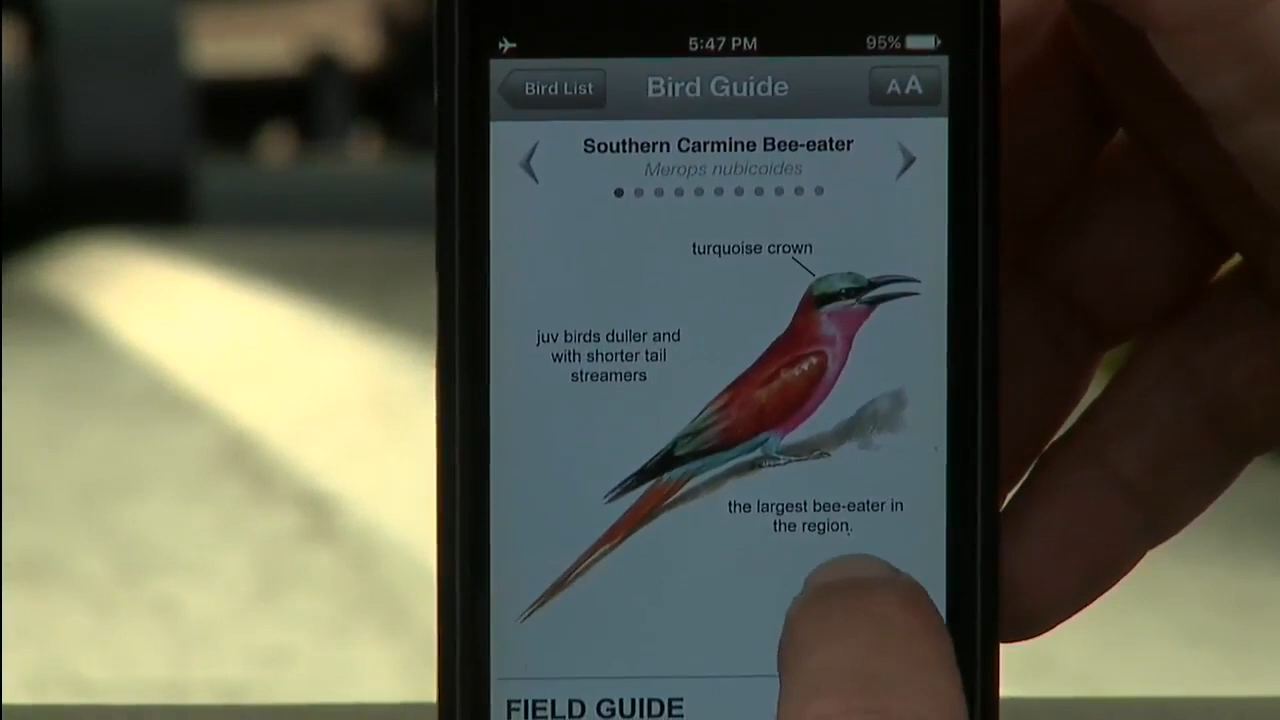 5:47 PM 95%
Bird List Bird Guide AA
Southern Carmine Bee-eater
Merops nubicoides
turquoise crown
juv birds duller and
with shorter tail
streamers
the largest bee-eater in
the region.
FIELD GUIDE